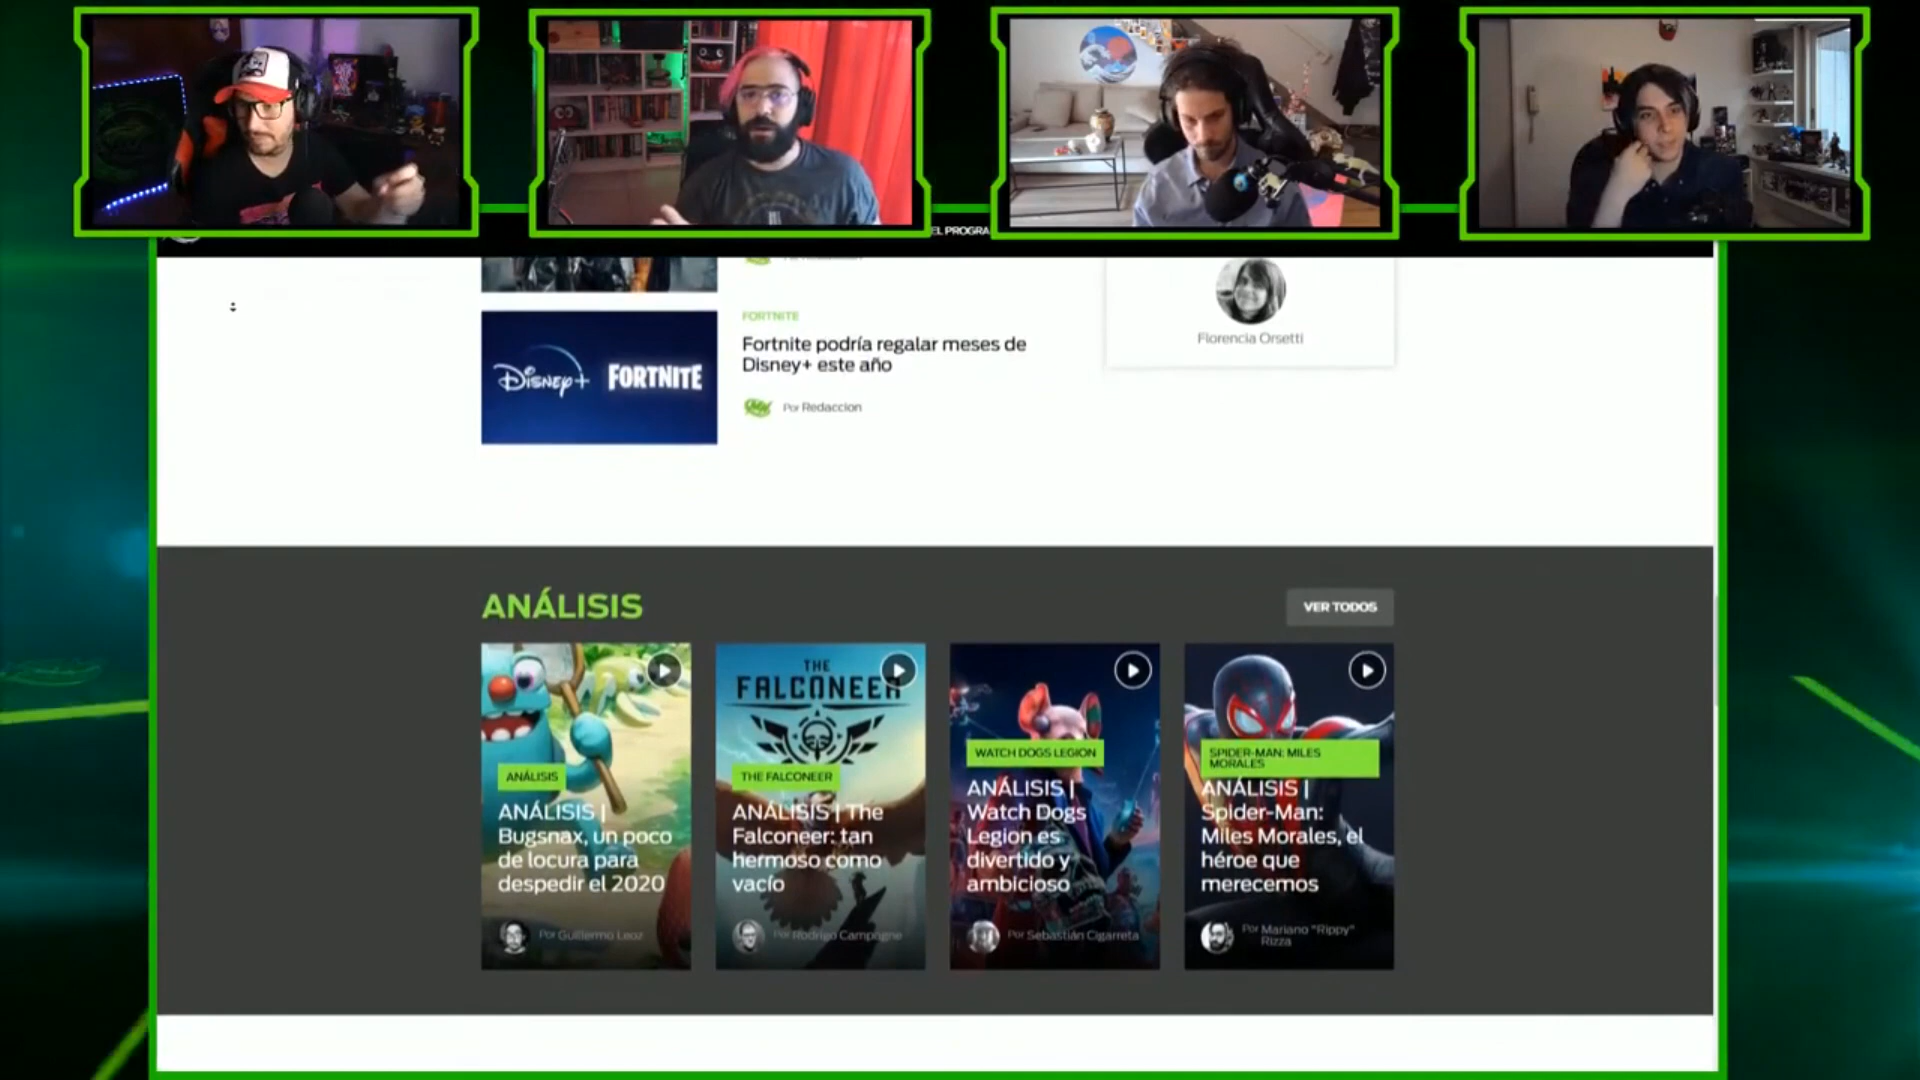 EL PROGRA
Florencia Orsetti
FORTNITE
Fortnite podría regalar meses de
Disney+ este año
Por Redaccion
Disney+
FORTNITE
ANÁLISIS
VER TODOS
ANÁLISIS
ANÁLISIS |
Bugsnax, un poco
de locura para
despedir el 2020
Por Guillermo Leoz
THE
FALCONEER
THE FALCONEER
ANÁLISIS | The
Falconeer: tan
hermoso como
vacío
Por Rodrigo Campagne
WATCH DOGS LEGION
ANÁLISIS |
Watch Dogs
Legion es
divertido y
ambicioso
Por Sebastián Cigarreta
SPIDER-MAN: MILES
MORALES
ANÁLISIS |
Spider-Man:
Miles Morales, el
héroe que
merecemos
Por Mariano "Rippy"
Rizza